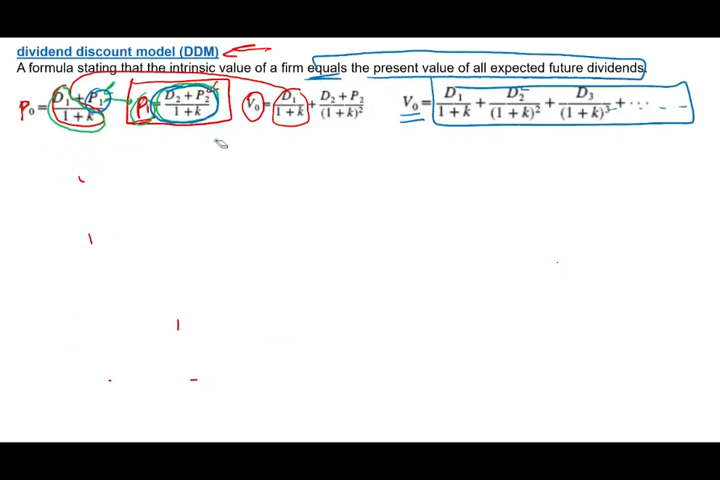 dividend discount model (DDM)
A formula stating that the intrinsic value of a firm equals the present value of all expected future dividends.
P₀ = (D₁ + P₁)/(1 + k) P₁ = (D₂ + P₂)/(1 + k) V₀ = D₁/(1 + k) + (D₂ + P₂)/(1 + k)² V₀ = D₁/(1 + k) + D₂/(1 + k)² + D₃/(1 + k)³ + ⋯